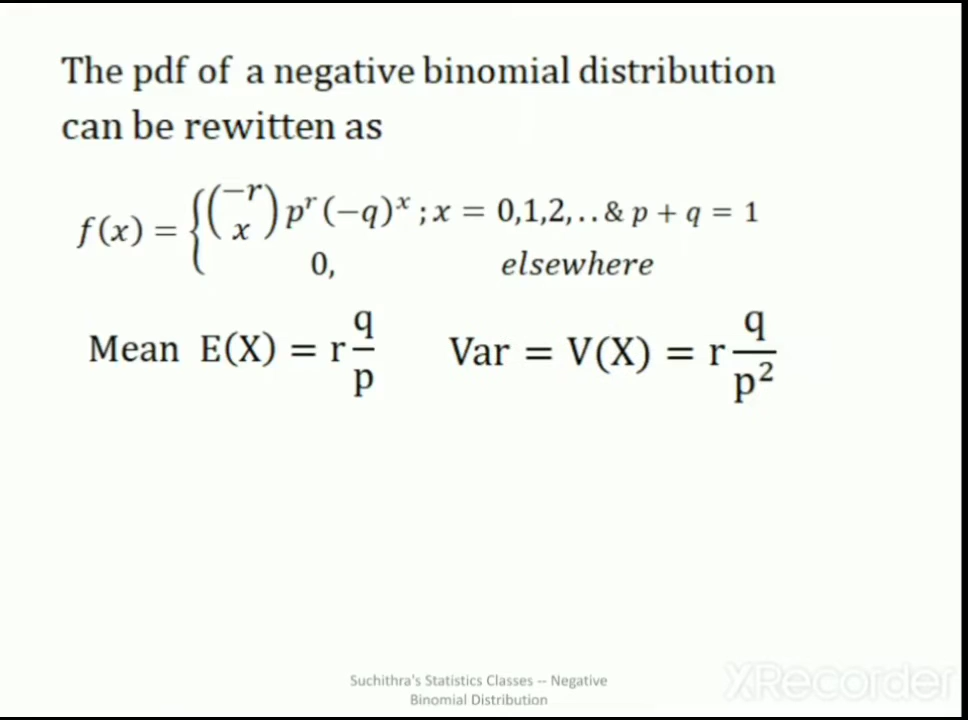 The pdf of a negative binomial distribution
can be rewitten as
f(x) = {(−r x) pʳ (−q)ˣ ; x = 0,1,2,..& p + q = 1
0, elsewhere
Mean E(X) = r q/p Var = V(X) = r q/p²
Suchithra's Statistics Classes -- Negative
Binomial Distribution
XRecorder